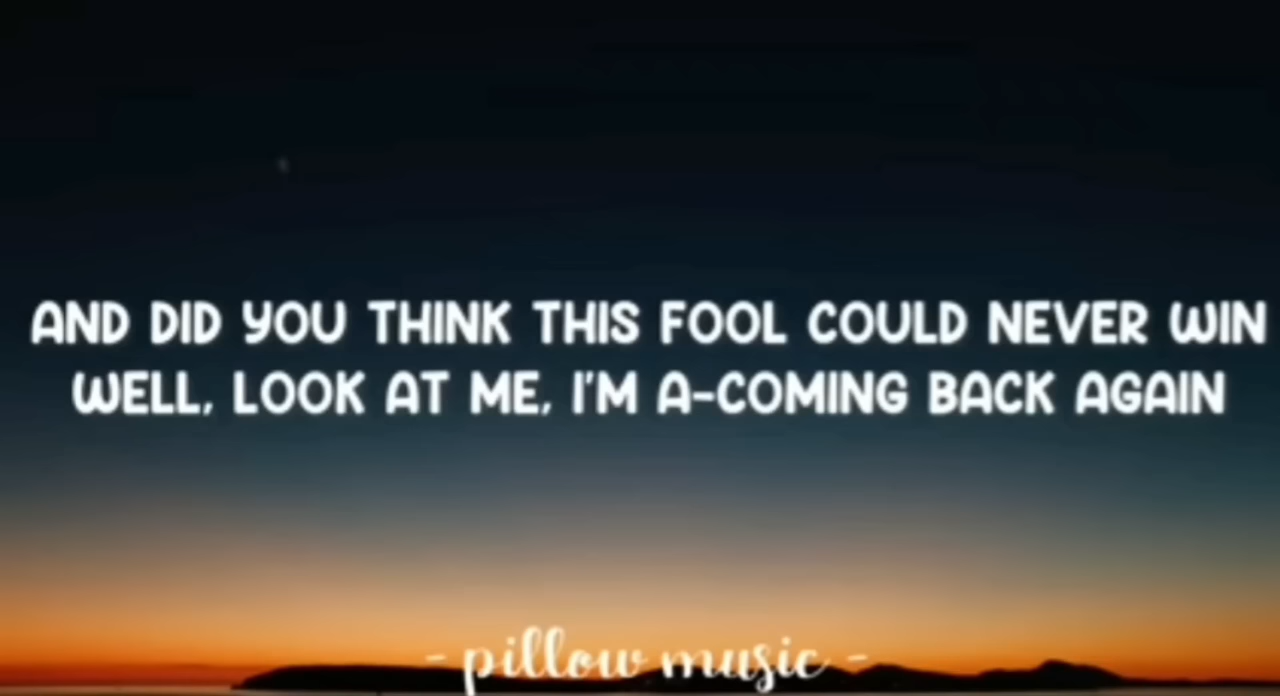 AND DID YOU THINK THIS FOOL COULD NEVER WIN
WELL, LOOK AT ME, I'M A-COMING BACK AGAIN
- pillow music -